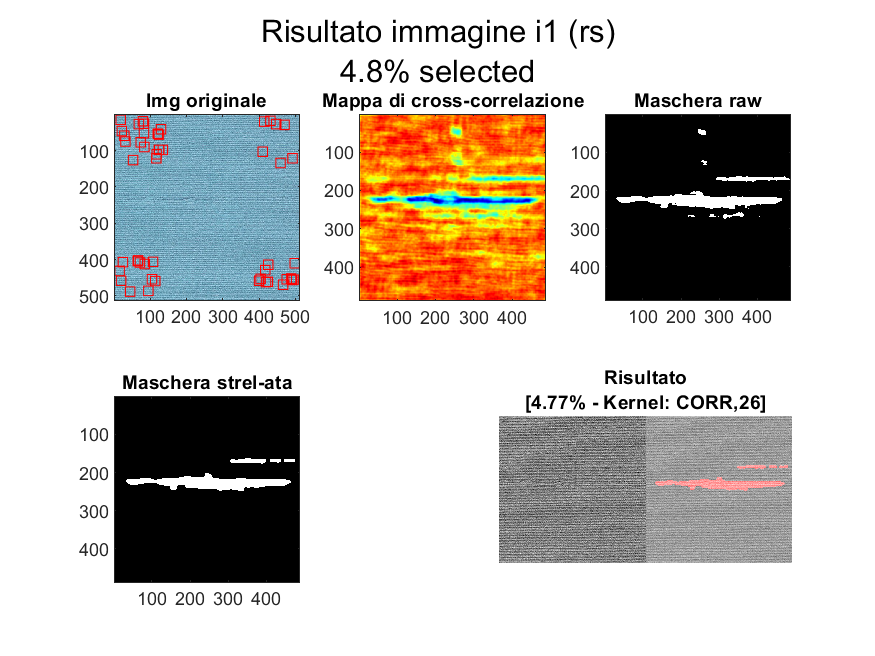 Risultato immagine i1 (rs)
4.8% selected
Img originale
100
200
300
400
500
100 200 300 400 500
Mappa di cross-correlazione
100
200
300
400
100 200 300 400
Maschera raw
100
200
300
400
100 200 300 400
Maschera strel-ata
100
200
300
400
100 200 300 400
Risultato
[4.77% - Kernel: CORR,26]